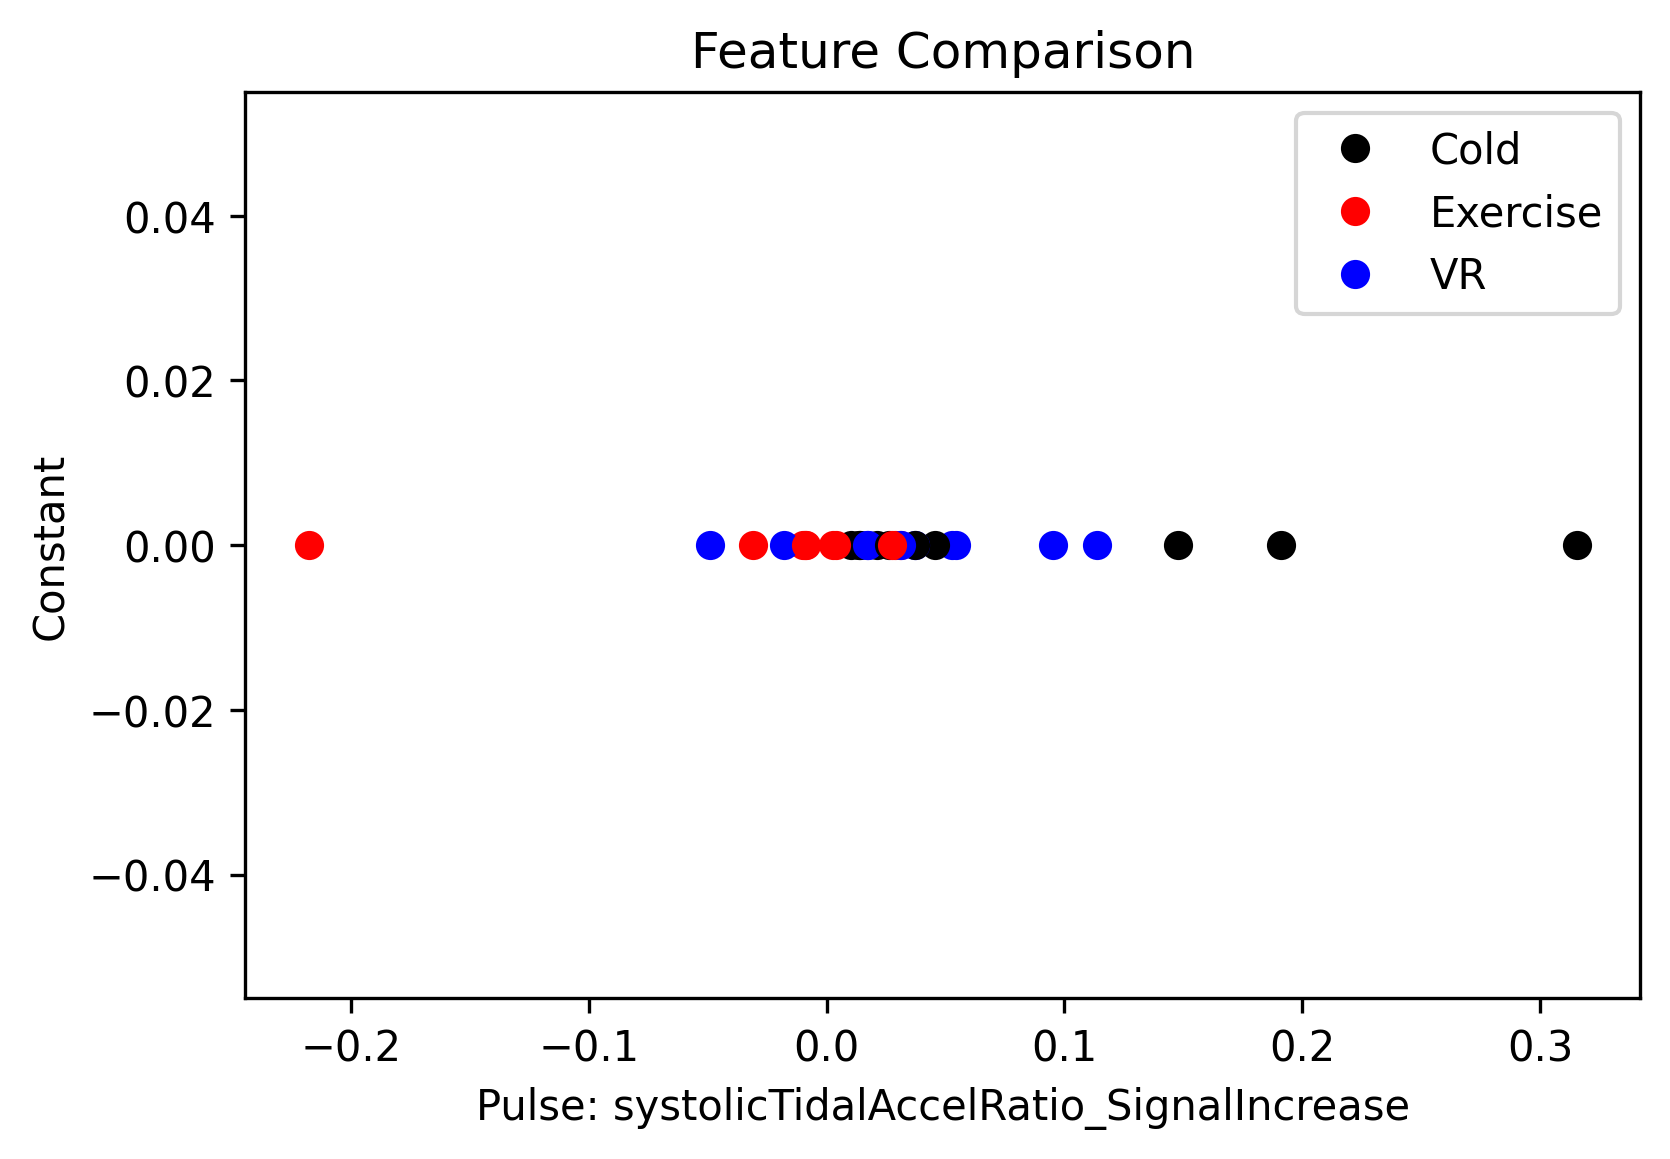 Feature Comparison
Cold
Exercise
VR
0.04
0.02
0.00
−0.02
−0.04
Constant
−0.2
−0.1
0.0
0.1
0.2
0.3
Pulse: systolicTidalAccelRatio_SignalIncrease